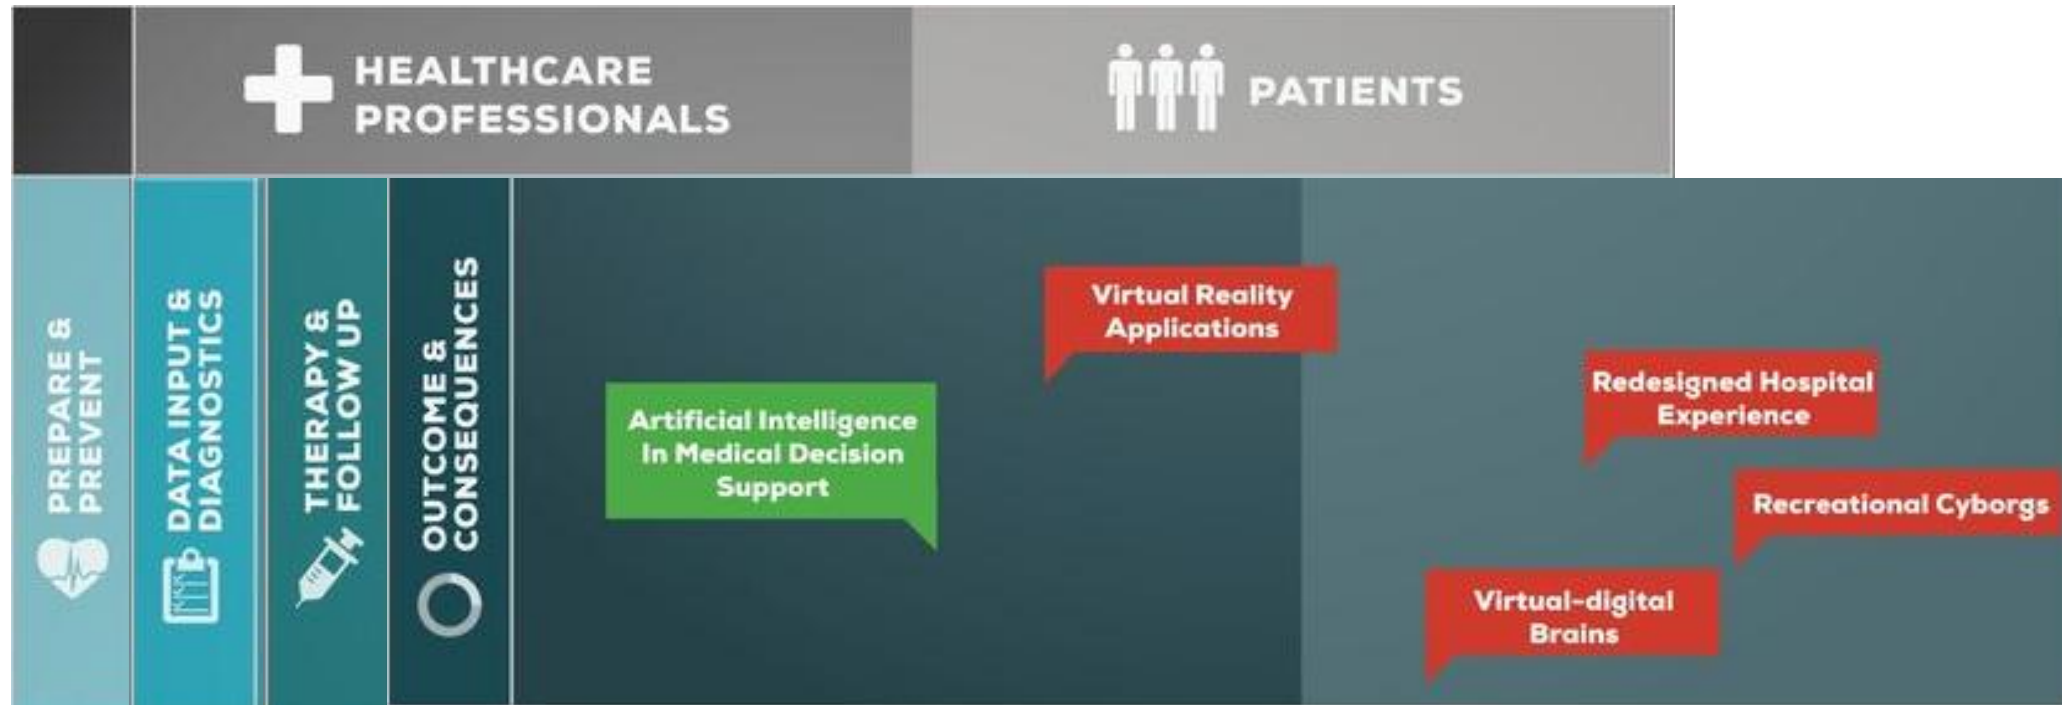 HEALTHCARE
PROFESSIONALS
PATIENTS
PREPARE &
PREVENT
DATA INPUT &
DIAGNOSTICS
THERAPY &
FOLLOW UP
OUTCOME &
CONSEQUENCES
Virtual Reality
Applications
Artificial Intelligence
In Medical Decision
Support
Redesigned Hospital
Experience
Recreational Cyborgs
Virtual-digital
Brains